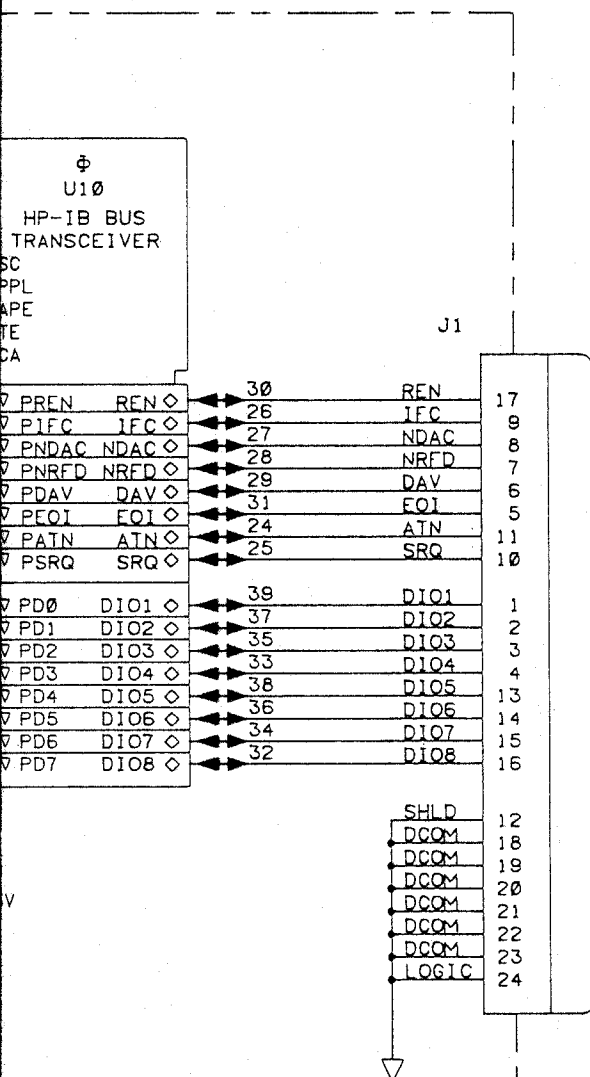 Φ
U10
HP-IB BUS
TRANSCEIVER
SC
PPL
APE
TE
CA
J1
PREN REN 30 REN 17
PIFC IFC 26 IFC 9
PNDAC NDAC 27 NDAC 8
PNRFD NRFD 28 NRFD 7
PDAV DAV 29 DAV 6
PEOI EOI 31 EOI 5
PATN ATN 24 ATN 11
PSRQ SRQ 25 SRQ 10
PD0 DIO1 39 DIO1 1
PD1 DIO2 37 DIO2 2
PD2 DIO3 35 DIO3 3
PD3 DIO4 33 DIO4 4
PD4 DIO5 38 DIO5 13
PD5 DIO6 36 DIO6 14
PD6 DIO7 34 DIO7 15
PD7 DIO8 32 DIO8 16
SHLD 12
DCOM 18
DCOM 19
DCOM 20
V DCOM 21
DCOM 22
DCOM 23
LOGIC 24